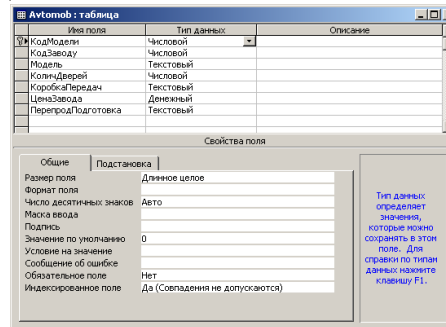 Avtomob : таблица
Имя поля Тип данных Описание
КодМодели Числовой
КодЗаводу Числовой
Модель Текстовый
КоличДверей Числовой
КоробкаПередач Текстовый
ЦенаЗавода Денежный
ПерепродПодготовка Текстовый
Свойства поля
Общие Подстановка
Размер поля Длинное целое
Формат поля
Число десятичных знаков Авто
Маска ввода
Подпись
Значение по умолчанию 0
Условие на значение
Сообщение об ошибке
Обязательное поле Нет
Индексированное поле Да (Совпадения не допускаются)
Тип данных
определяет
значения,
которые можно
сохранять в этом
поле. Для
справки по типам
данных нажмите
клавишу F1.